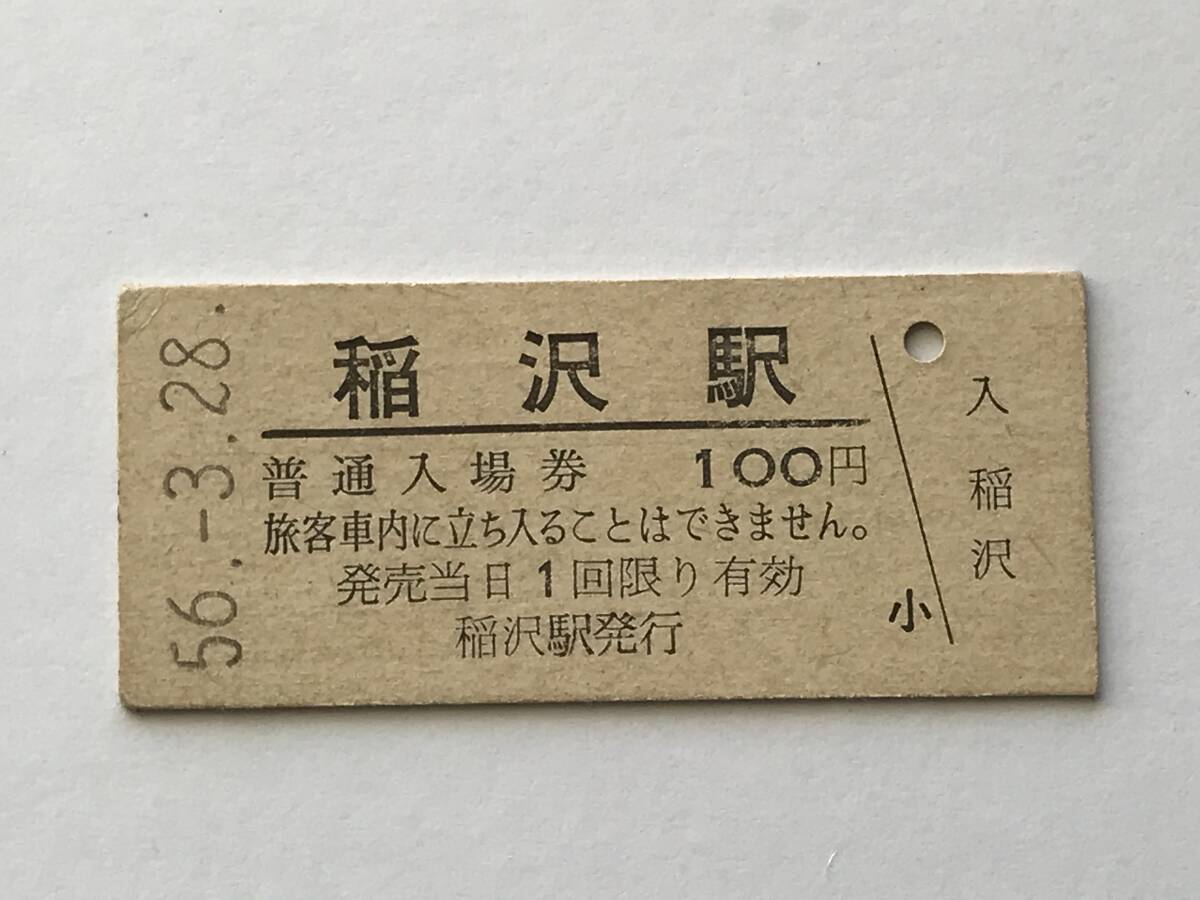 56.-3.28.
稲沢駅
普通入場券 100円
旅客車内に立ち入ることはできません。
発売当日1回限り有効
稲沢駅発行
小
入稲沢